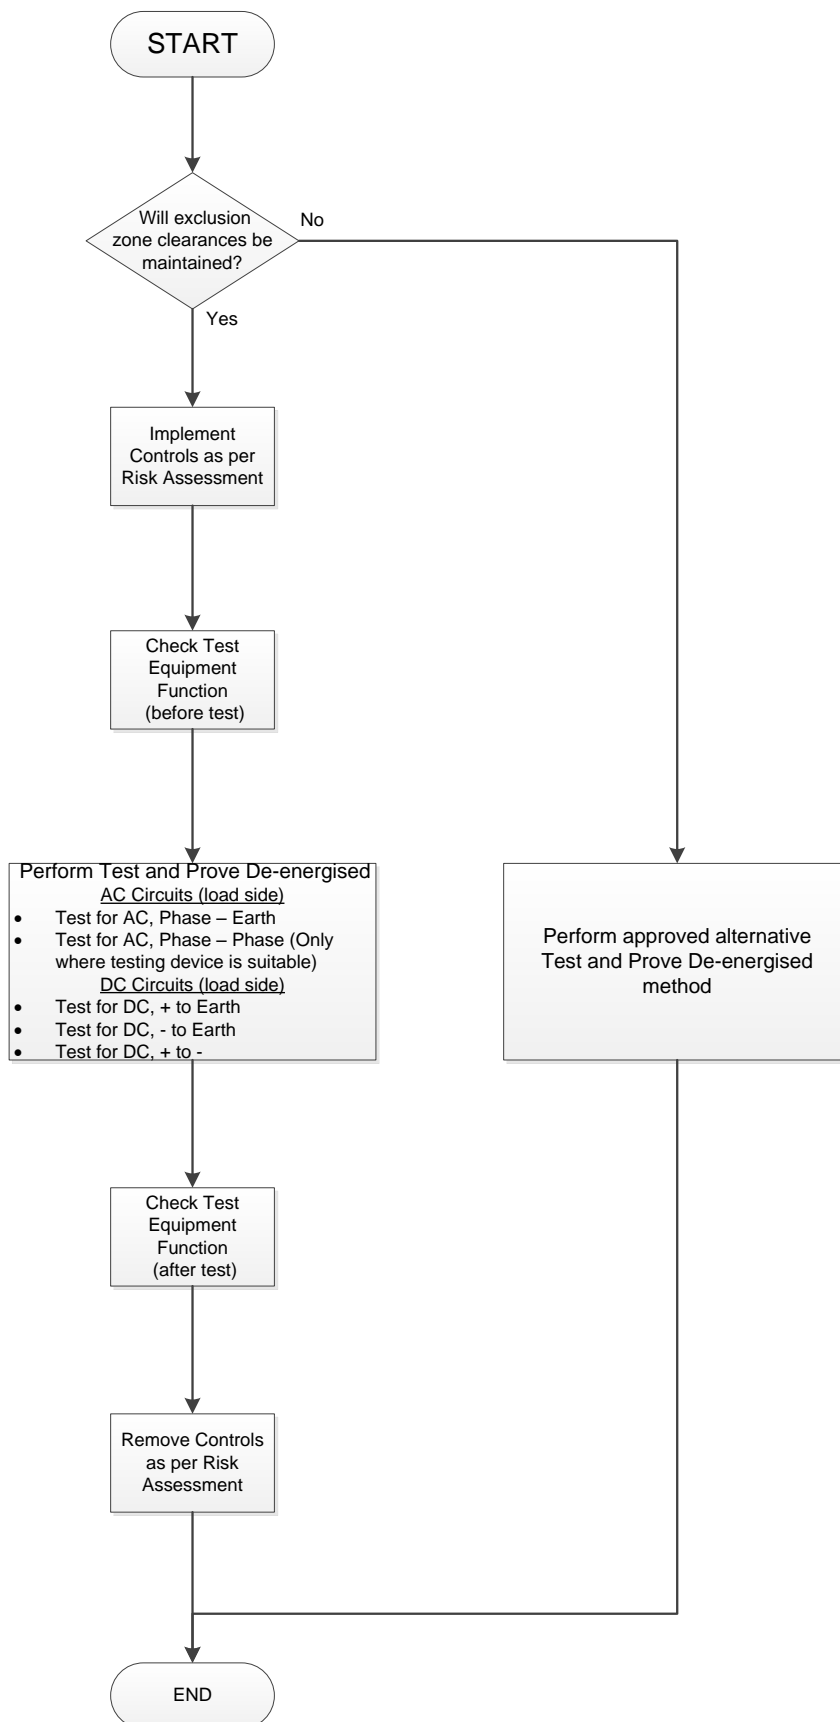 START
Will exclusion
zone clearances be
maintained?
No
Yes
Implement
Controls as per
Risk Assessment
Check Test
Equipment
Function
(before test)
Perform Test and Prove De-energised
AC Circuits (load side)
• Test for AC, Phase – Earth
• Test for AC, Phase – Phase (Only
where testing device is suitable)
DC Circuits (load side)
• Test for DC, + to Earth
• Test for DC, - to Earth
• Test for DC, + to -
Perform approved alternative
Test and Prove De-energised
method
Check Test
Equipment
Function
(after test)
Remove Controls
as per Risk
Assessment
END